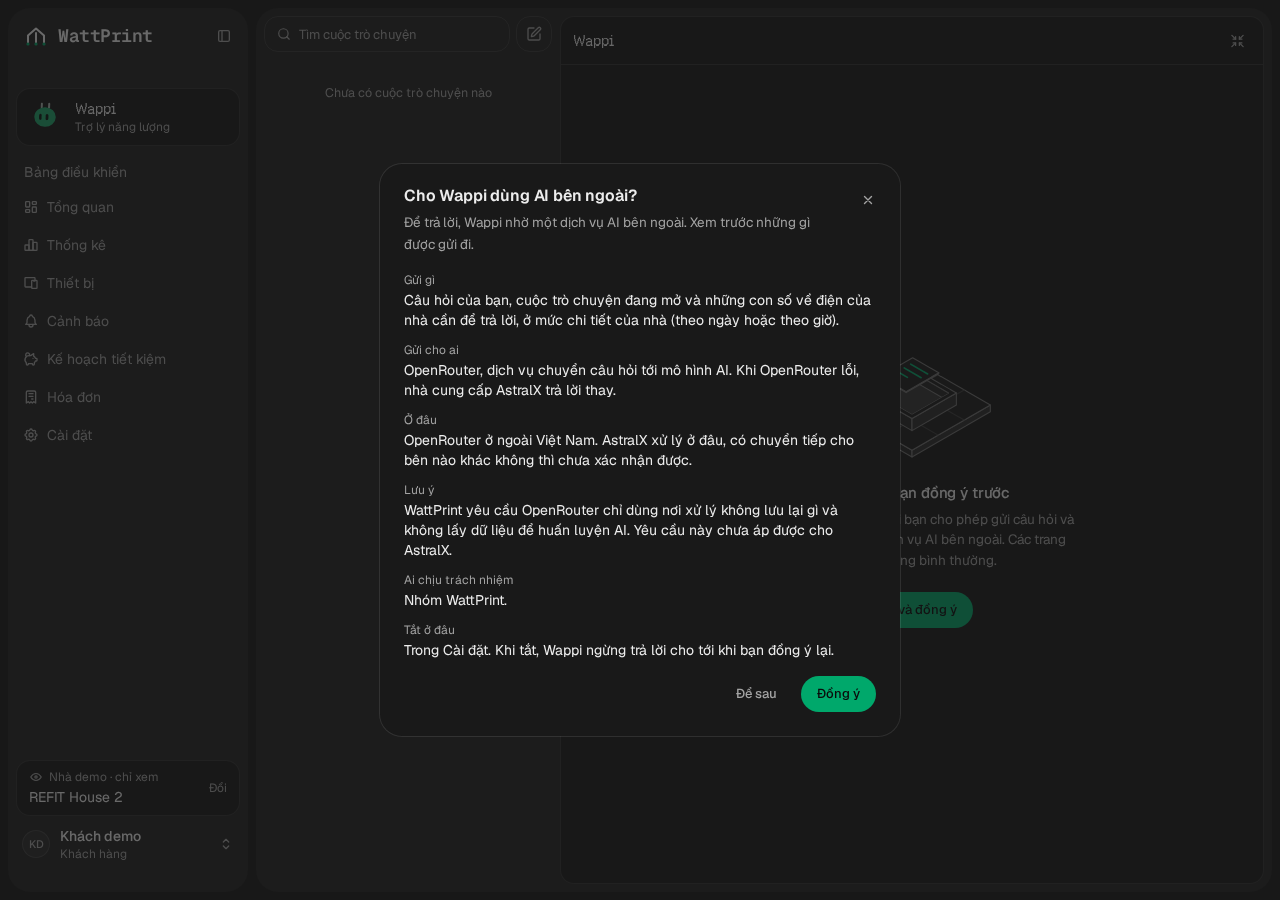 WattPrint
Wappi
Trợ lý năng lượng
Bảng điều khiển
Tổng quan
Thống kê
Thiết bị
Cảnh báo
Kế hoạch tiết kiệm
Hóa đơn
Cài đặt
Nhà demo · chỉ xem
REFIT House 2
Đổi
KD
Khách demo
Khách hàng
Tìm cuộc trò chuyện
Chưa có cuộc trò chuyện nào
Wappi
Cho Wappi dùng AI bên ngoài?
Để trả lời, Wappi nhờ một dịch vụ AI bên ngoài. Xem trước những gì
được gửi đi.
Gửi gì
Câu hỏi của bạn, cuộc trò chuyện đang mở và những con số về điện của
nhà cần để trả lời, ở mức chi tiết của nhà (theo ngày hoặc theo giờ).
Gửi cho ai
OpenRouter, dịch vụ chuyển câu hỏi tới mô hình AI. Khi OpenRouter lỗi,
nhà cung cấp AstralX trả lời thay.
Ở đâu
OpenRouter ở ngoài Việt Nam. AstralX xử lý ở đâu, có chuyển tiếp cho
bên nào khác không thì chưa xác nhận được.
Lưu ý
WattPrint yêu cầu OpenRouter chỉ dùng nơi xử lý không lưu lại gì và
không lấy dữ liệu để huấn luyện AI. Yêu cầu này chưa áp được cho
AstralX.
Ai chịu trách nhiệm
Nhóm WattPrint.
Tắt ở đâu
Trong Cài đặt. Khi tắt, Wappi ngừng trả lời cho tới khi bạn đồng ý lại.
Để sau
Đồng ý
đồng ý trước
bạn cho phép gửi câu hỏi và
vụ AI bên ngoài. Các trang
bình thường.
và đồng ý